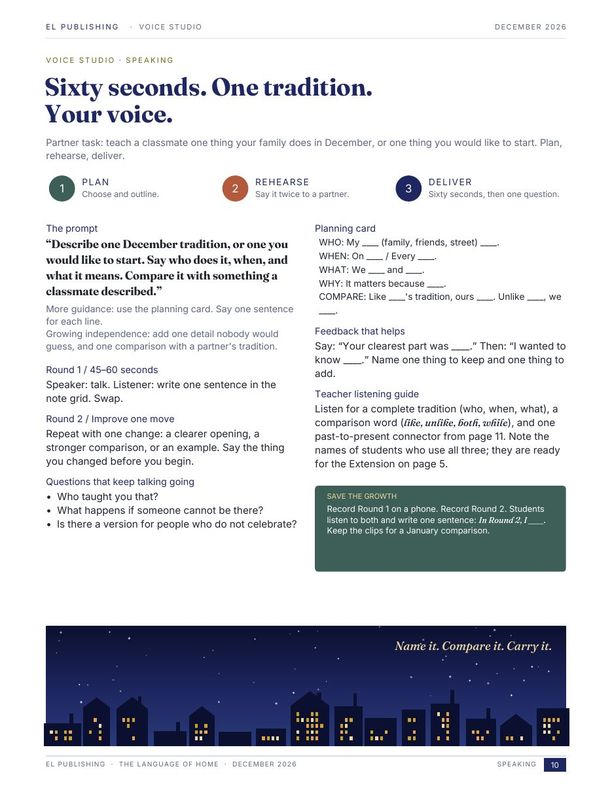 EL PUBLISHING · VOICE STUDIO
DECEMBER 2026
VOICE STUDIO · SPEAKING
Sixty seconds. One tradition.
Your voice.
Partner task: teach a classmate one thing your family does in December, or one thing you would like to start. Plan,
rehearse, deliver.
1
PLAN
Choose and outline.
2
REHEARSE
Say it twice to a partner.
3
DELIVER
Sixty seconds, then one question.
The prompt
“Describe one December tradition, or one you
would like to start. Say who does it, when, and
what it means. Compare it with something a
classmate described.”
More guidance: use the planning card. Say one sentence
for each line.
Growing independence: add one detail nobody would
guess, and one comparison with a partner's tradition.
Round 1 / 45–60 seconds
Speaker: talk. Listener: write one sentence in the
note grid. Swap.
Round 2 / Improve one move
Repeat with one change: a clearer opening, a
stronger comparison, or an example. Say the thing
you changed before you begin.
Questions that keep talking going
• Who taught you that?
• What happens if someone cannot be there?
• Is there a version for people who do not celebrate?
Planning card
WHO: My ____ (family, friends, street) ____.
WHEN: On ____ / Every ____.
WHAT: We ____ and ____.
WHY: It matters because ____.
COMPARE: Like ____'s tradition, ours ____. Unlike ____, we
____.
Feedback that helps
Say: “Your clearest part was ____.” Then: “I wanted to
know ____.” Name one thing to keep and one thing to
add.
Teacher listening guide
Listen for a complete tradition (who, when, what), a
comparison word (like, unlike, both, while), and one
past-to-present connector from page 11. Note the
names of students who use all three; they are ready
for the Extension on page 5.
SAVE THE GROWTH
Record Round 1 on a phone. Record Round 2. Students
listen to both and write one sentence: In Round 2, I ____.
Keep the clips for a January comparison.
Name it. Compare it. Carry it.
EL PUBLISHING · THE LANGUAGE OF HOME · DECEMBER 2026
SPEAKING 10